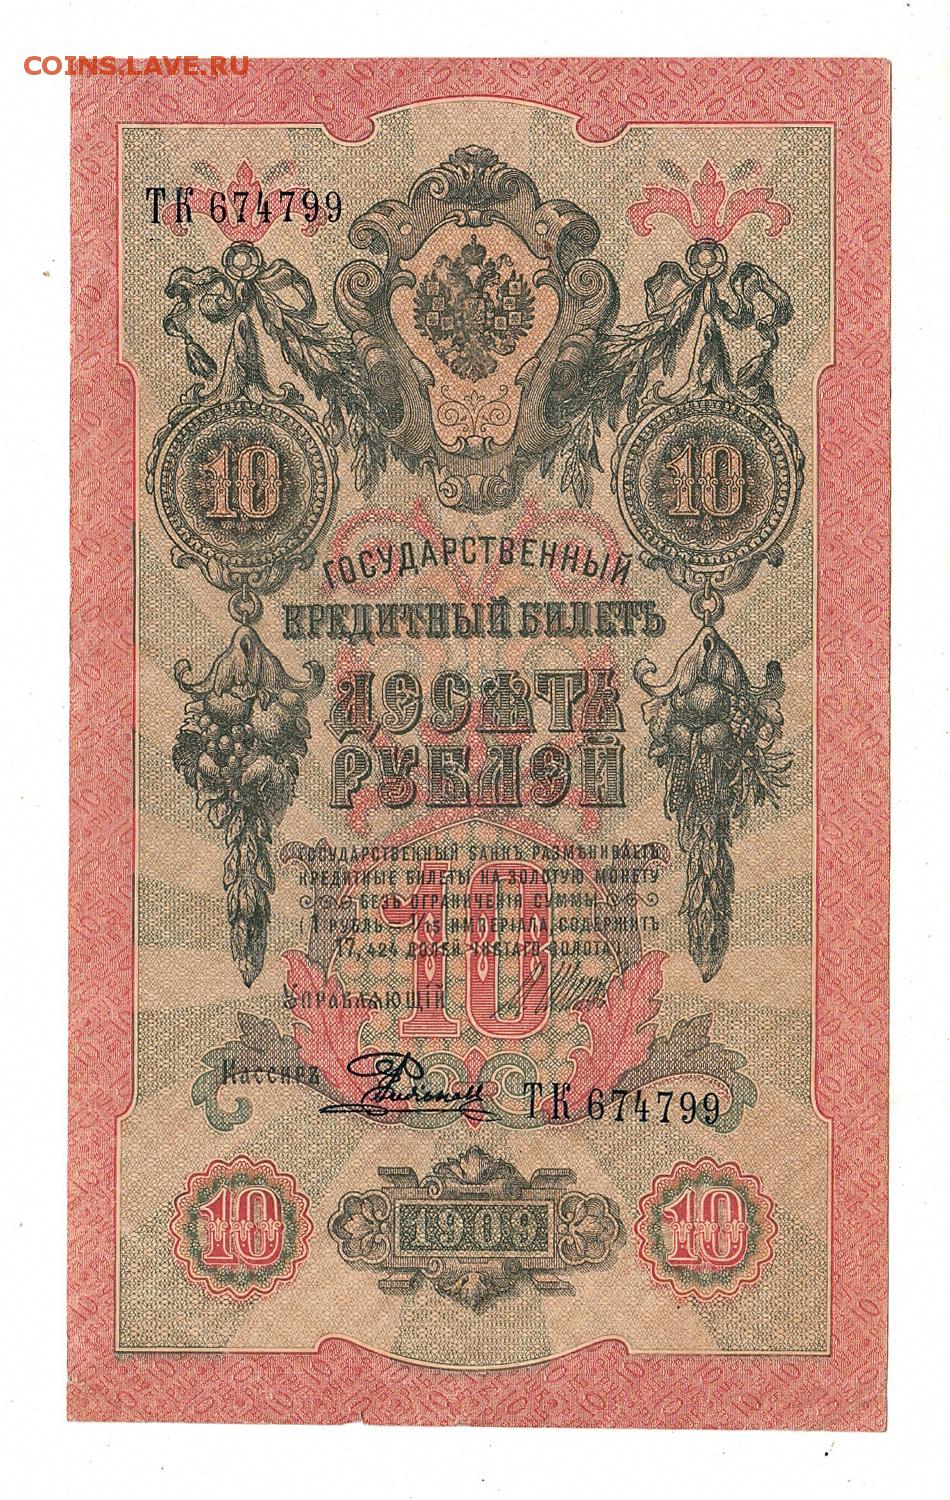 COINS.LAVE.RU
ТК 674799
10
10
ГОСУДАРСТВЕННЫЙ
КРЕДИТНЫЙ БИЛЕТЪ
ДЕСЯТЬ
РУБЛЕЙ
ГОСУДАРСТВЕННЫЙ БАНКЪ РАЗМѢНИВАЕТЪ
КРЕДИТНЫЕ БИЛЕТЫ НА ЗОЛОТУЮ МОНЕТУ
БЕЗЪ ОГРАНИЧЕНІЯ СУММЫ
(1 РУБЛЬ = 1/15 ИМПЕРІАЛА, СОДЕРЖИТЪ
17,424 ДОЛЕЙ ЧИСТАГО ЗОЛОТА)
10
УПРАВЛЯЮЩІЙ
Кассиръ
ТК 674799
10
1909
10